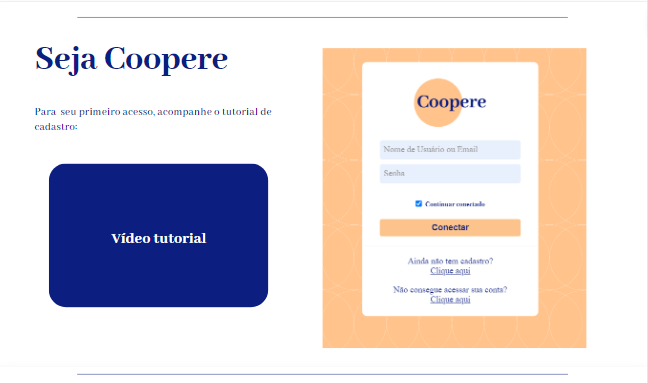 Seja Coopere
Para seu primeiro acesso, acompanhe o tutorial de
cadastro:
Vídeo tutorial
Coopere
Nome de Usuário ou Email
Senha
Continuar conectado
Conectar
Ainda não tem cadastro?
Clique aqui
Não consegue acessar sua conta?
Clique aqui